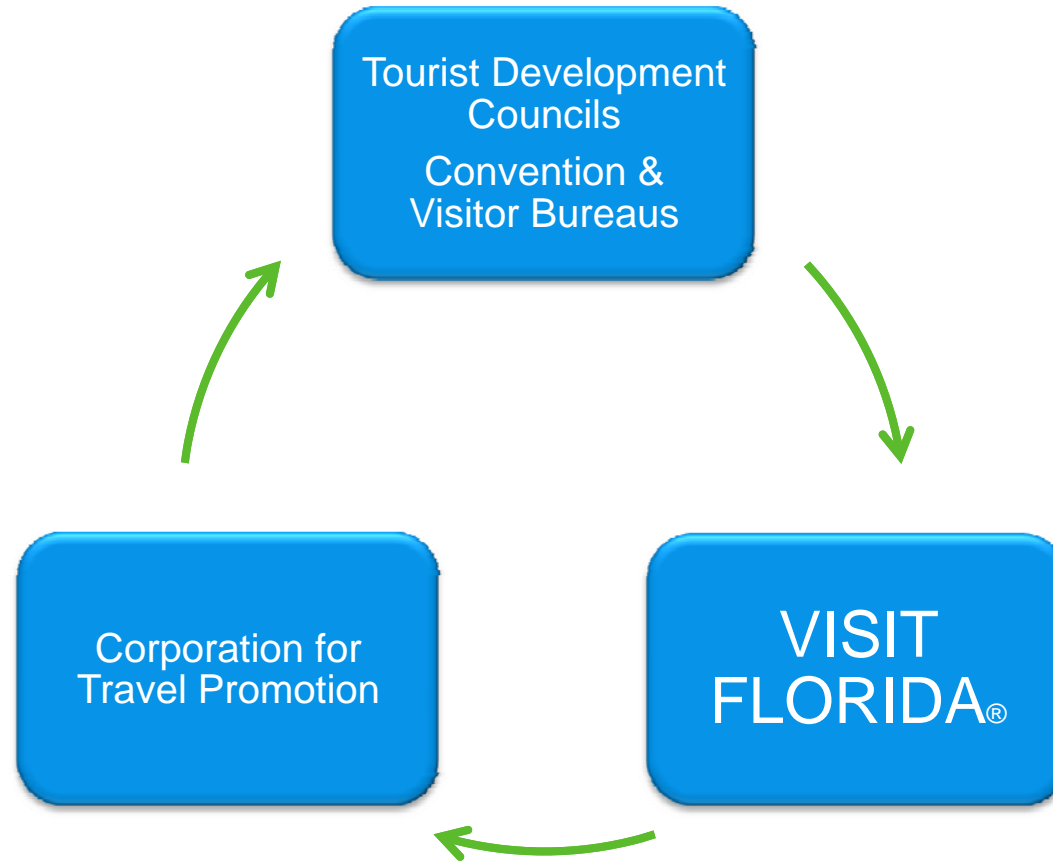 Tourist Development
Councils
Convention &
Visitor Bureaus
Corporation for
Travel Promotion
VISIT
FLORIDA®